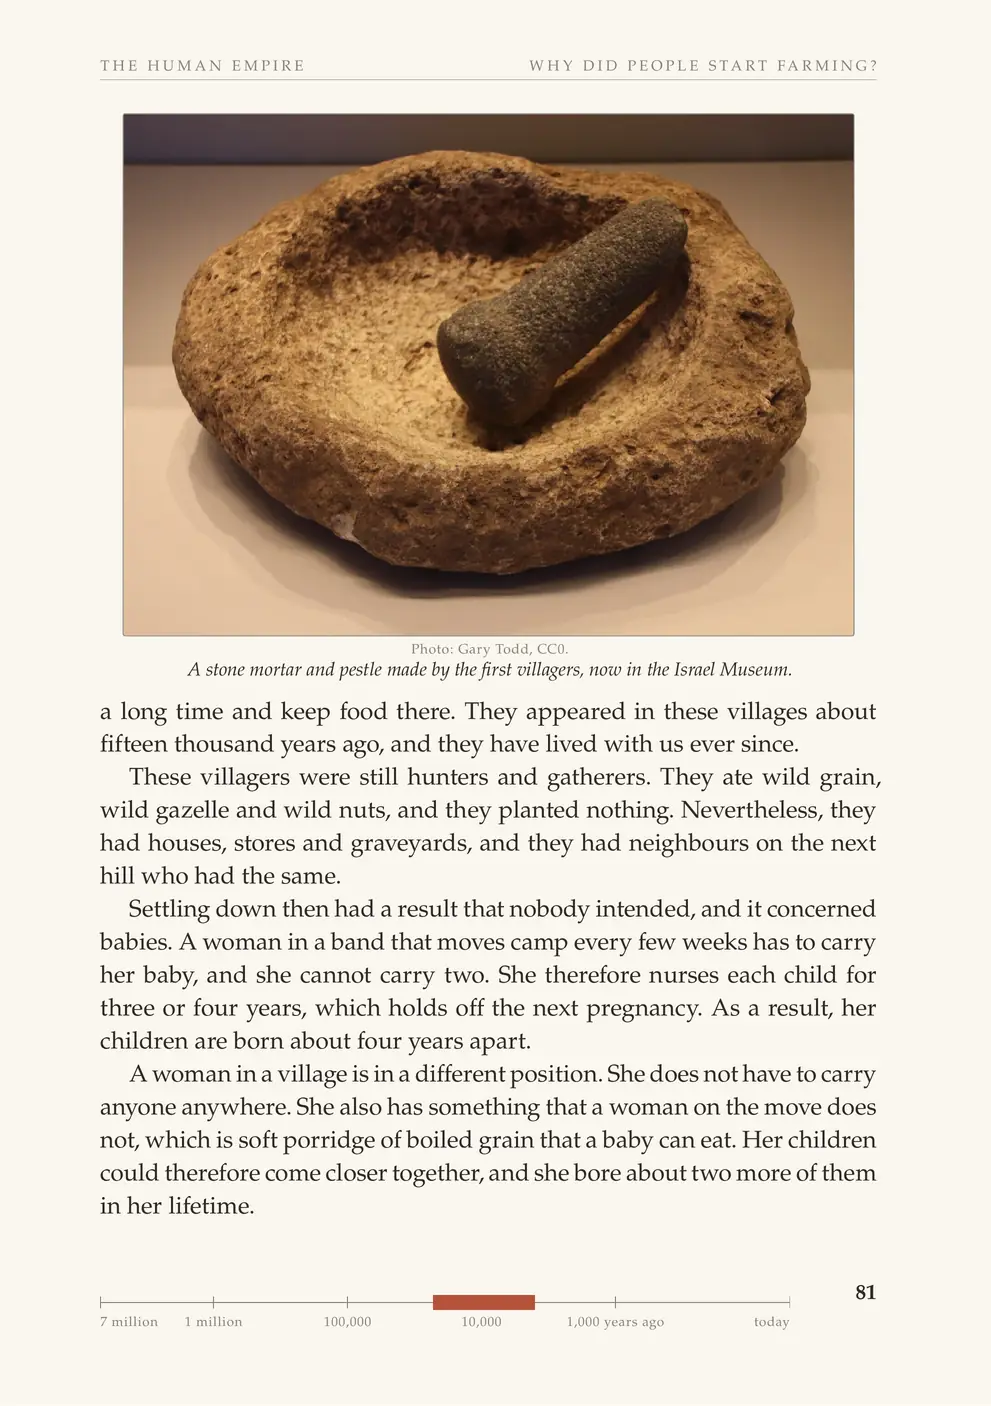 THE HUMAN EMPIRE
WHY DID PEOPLE START FARMING?
Photo: Gary Todd, CC0.
A stone mortar and pestle made by the first villagers, now in the Israel Museum.
a long time and keep food there. They appeared in these villages about
fifteen thousand years ago, and they have lived with us ever since.
These villagers were still hunters and gatherers. They ate wild grain,
wild gazelle and wild nuts, and they planted nothing. Nevertheless, they
had houses, stores and graveyards, and they had neighbours on the next
hill who had the same.
Settling down then had a result that nobody intended, and it concerned
babies. A woman in a band that moves camp every few weeks has to carry
her baby, and she cannot carry two. She therefore nurses each child for
three or four years, which holds off the next pregnancy. As a result, her
children are born about four years apart.
A woman in a village is in a different position. She does not have to carry
anyone anywhere. She also has something that a woman on the move does
not, which is soft porridge of boiled grain that a baby can eat. Her children
could therefore come closer together, and she bore about two more of them
in her lifetime.
81
7 million
1 million
100,000
10,000
1,000 years ago
today